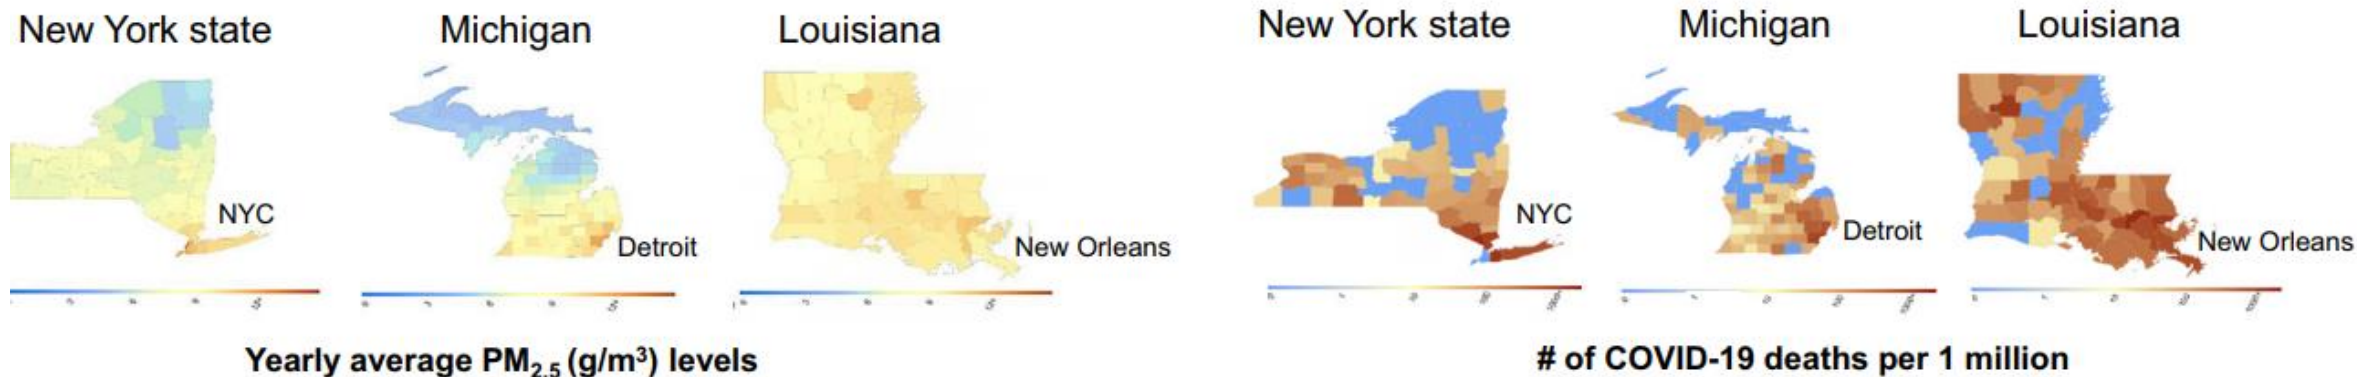 New York state
Michigan
Louisiana
NYC
Detroit
New Orleans
Yearly average PM2.5 (g/m³) levels
New York state
Michigan
Louisiana
NYC
Detroit
New Orleans
# of COVID-19 deaths per 1 million